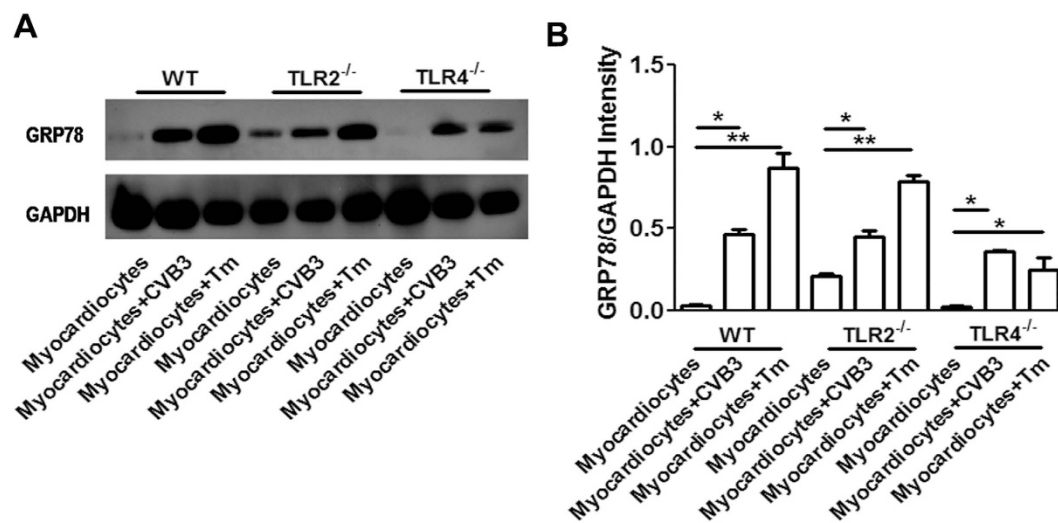 A
WT TLR2-/- TLR4-/-
GRP78
GAPDH
Myocardiocytes
Myocardiocytes+CVB3
Myocardiocytes+Tm
Myocardiocytes
Myocardiocytes+CVB3
Myocardiocytes+Tm
Myocardiocytes
Myocardiocytes+CVB3
Myocardiocytes+Tm
B
GRP78/GAPDH Intensity
1.5
1.0
0.5
0.0
* ** * ** * *
WT TLR2-/- TLR4-/-
Myocardiocytes
Myocardiocytes+CVB3
Myocardiocytes+Tm
Myocardiocytes
Myocardiocytes+CVB3
Myocardiocytes+Tm
Myocardiocytes
Myocardiocytes+CVB3
Myocardiocytes+Tm